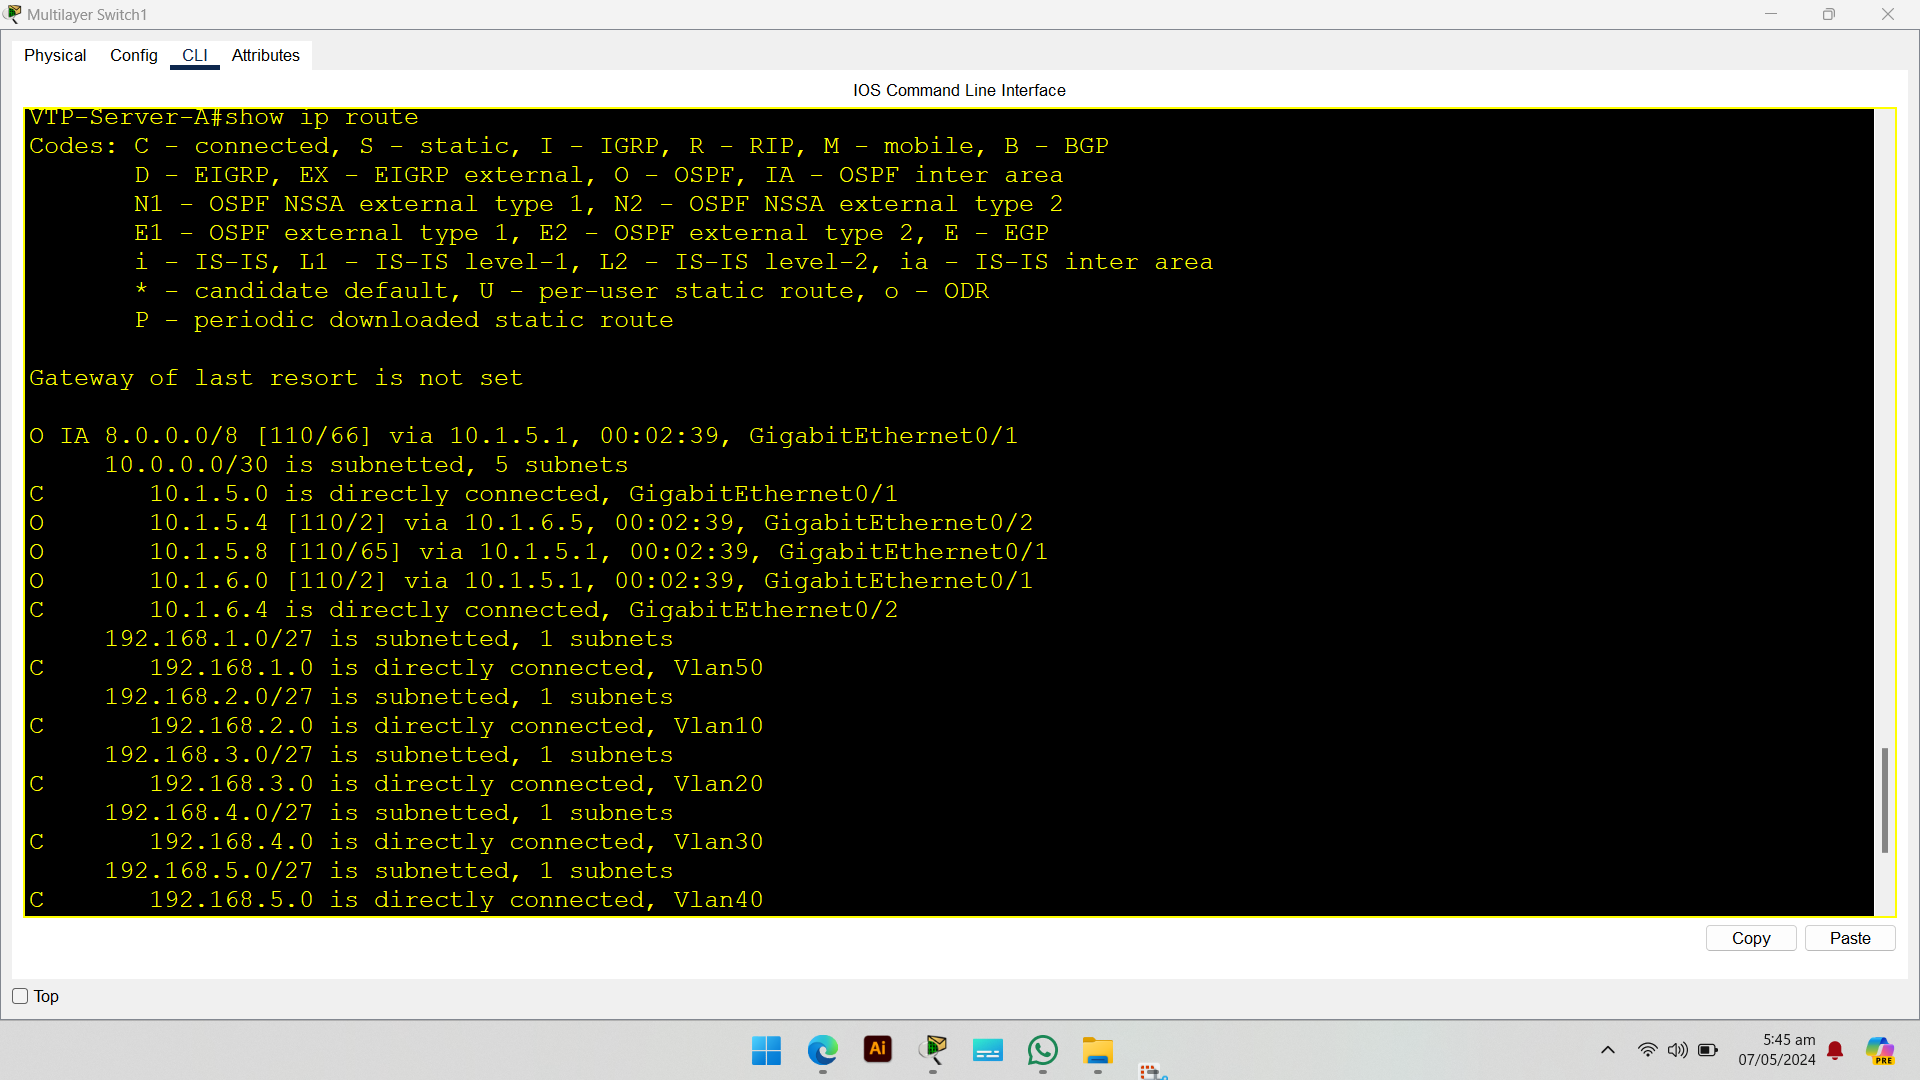 Multilayer Switch1
Physical Config CLI Attributes
IOS Command Line Interface
VTP-Server-A#show ip route
Codes: C - connected, S - static, I - IGRP, R - RIP, M - mobile, B - BGP
D - EIGRP, EX - EIGRP external, O - OSPF, IA - OSPF inter area
N1 - OSPF NSSA external type 1, N2 - OSPF NSSA external type 2
E1 - OSPF external type 1, E2 - OSPF external type 2, E - EGP
i - IS-IS, L1 - IS-IS level-1, L2 - IS-IS level-2, ia - IS-IS inter area
* - candidate default, U - per-user static route, o - ODR
P - periodic downloaded static route
Gateway of last resort is not set
O IA 8.0.0.0/8 [110/66] via 10.1.5.1, 00:02:39, GigabitEthernet0/1
10.0.0.0/30 is subnetted, 5 subnets
C 10.1.5.0 is directly connected, GigabitEthernet0/1
O 10.1.5.4 [110/2] via 10.1.6.5, 00:02:39, GigabitEthernet0/2
O 10.1.5.8 [110/65] via 10.1.5.1, 00:02:39, GigabitEthernet0/1
O 10.1.6.0 [110/2] via 10.1.5.1, 00:02:39, GigabitEthernet0/1
C 10.1.6.4 is directly connected, GigabitEthernet0/2
192.168.1.0/27 is subnetted, 1 subnets
C 192.168.1.0 is directly connected, Vlan50
192.168.2.0/27 is subnetted, 1 subnets
C 192.168.2.0 is directly connected, Vlan10
192.168.3.0/27 is subnetted, 1 subnets
C 192.168.3.0 is directly connected, Vlan20
192.168.4.0/27 is subnetted, 1 subnets
C 192.168.4.0 is directly connected, Vlan30
192.168.5.0/27 is subnetted, 1 subnets
C 192.168.5.0 is directly connected, Vlan40
Copy Paste
Top
Ai
5:45 am
07/05/2024
PRE